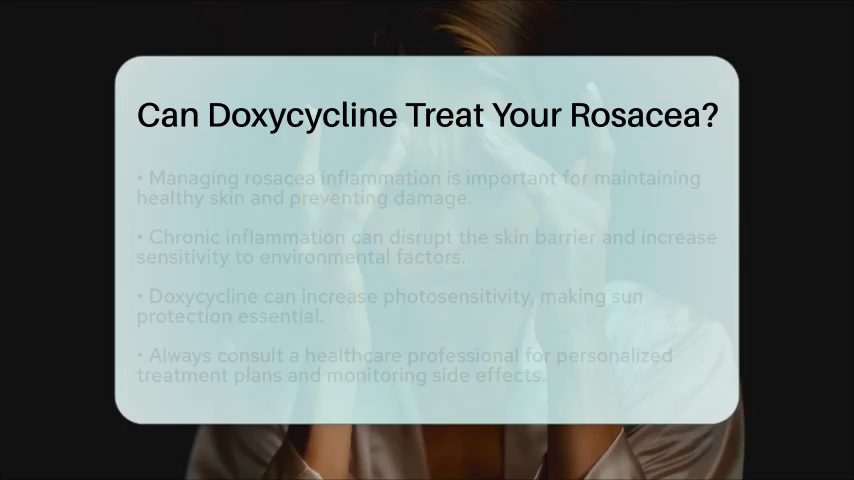 Can Doxycycline Treat Your Rosacea?
• Managing rosacea inflammation is important for maintaining
healthy skin and preventing damage.
• Chronic inflammation can disrupt the skin barrier and increase
sensitivity to environmental factors.
• Doxycycline can increase photosensitivity, making sun
protection essential.
• Always consult a healthcare professional for personalized
treatment plans and monitoring side effects.